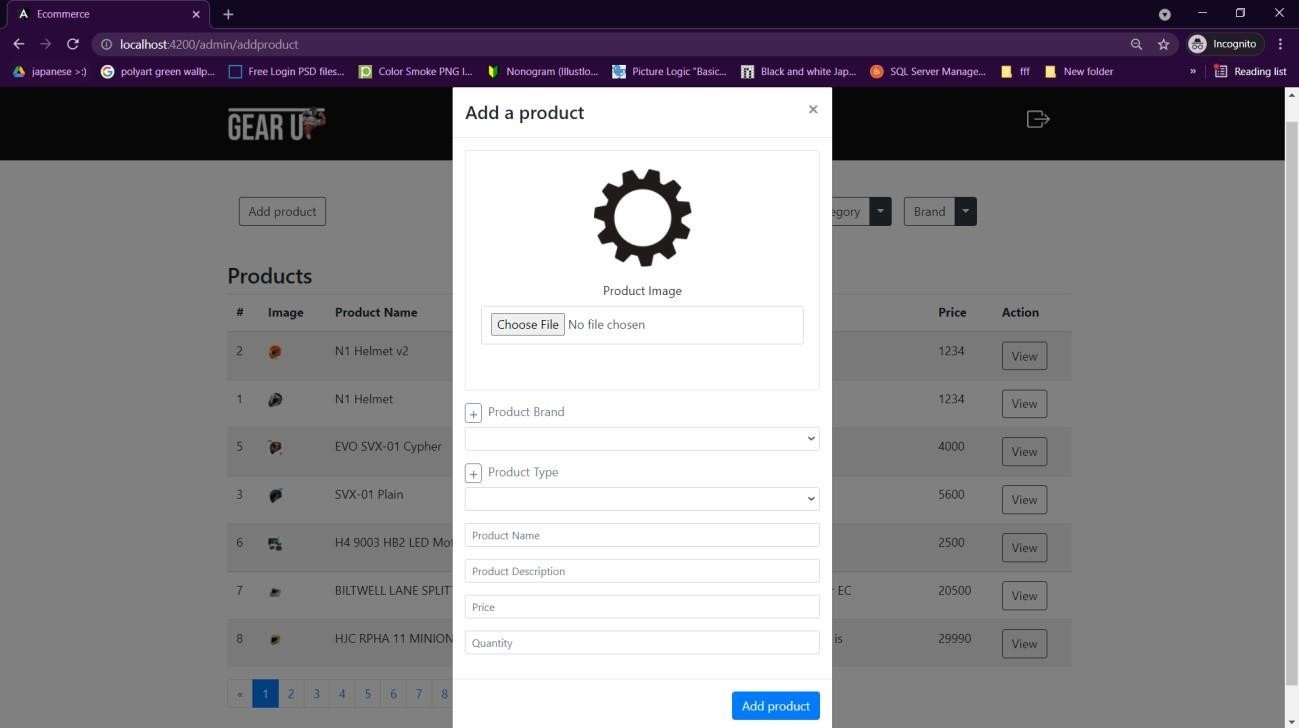 Ecommerce
localhost:4200/admin/addproduct
Incognito
japanese >:)
polyart green wallp...
Free Login PSD files...
Color Smoke PNG I...
Nonogram (Illustlo...
Picture Logic "Basic...
Black and white Jap...
SQL Server Manage...
fff
New folder
»
Reading list
GEAR U
Add a product
×
Add product
egory
Brand
Product Image
Choose File No file chosen
Products
# Image Product Name Price Action
2 N1 Helmet v2 1234 View
1 N1 Helmet 1234 View
5 EVO SVX-01 Cypher 4000 View
3 SVX-01 Plain 5600 View
6 H4 9003 HB2 LED Mot 2500 View
7 BILTWELL LANE SPLIT r EC 20500 View
8 HJC RPHA 11 MINION is 29990 View
« 1 2 3 4 5 6 7 8
+ Product Brand
+ Product Type
Product Name
Product Description
Price
Quantity
Add product